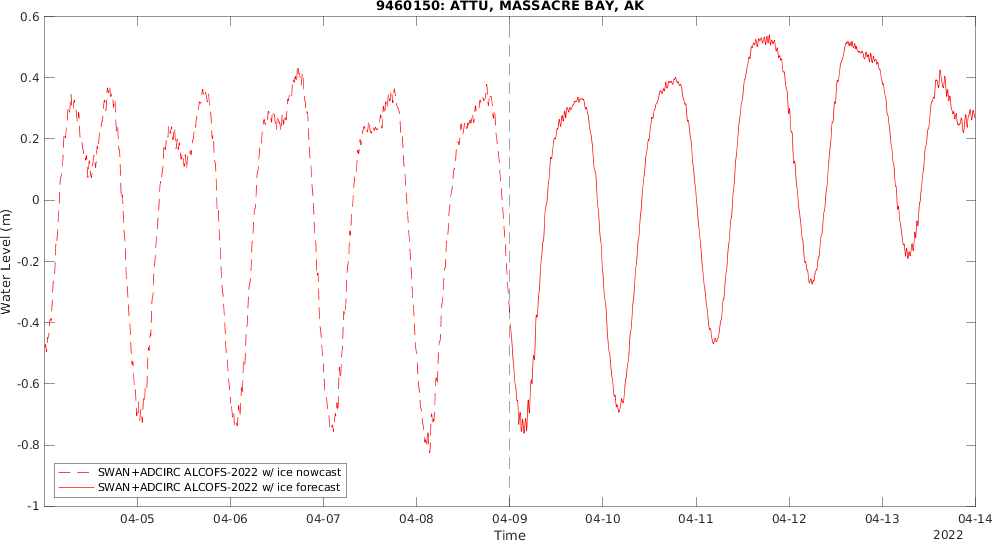 9460150: ATTU, MASSACRE BAY, AK
0.6
0.4
0.2
0
-0.2
-0.4
-0.6
-0.8
-1
Water Level (m)
SWAN+ADCIRC ALCOFS-2022 w/ ice nowcast
SWAN+ADCIRC ALCOFS-2022 w/ ice forecast
04-05 04-06 04-07 04-08 04-09 04-10 04-11 04-12 04-13 04-14
Time
2022